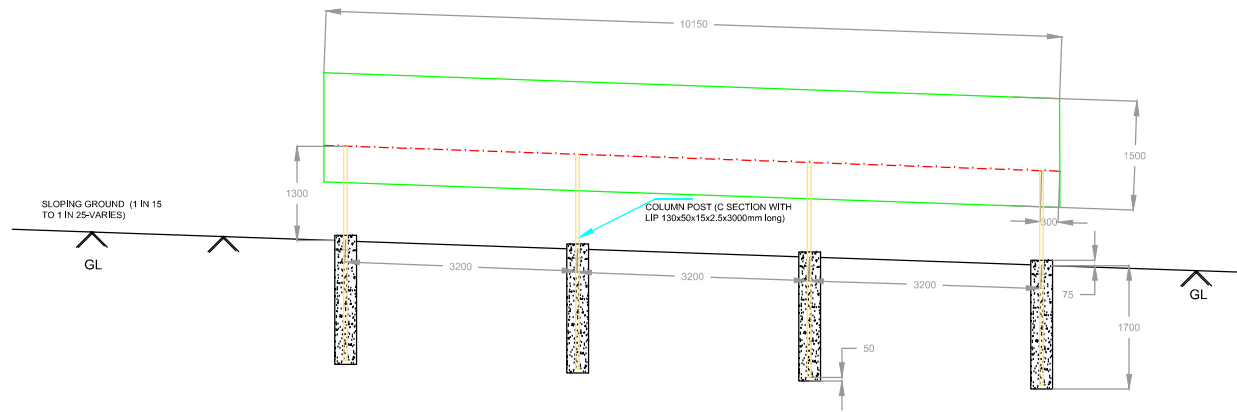 10150
1500
1300
SLOPING GROUND (1 IN 15
TO 1 IN 25-VARIES)
COLUMN POST (C SECTION WITH
LIP 130x50x15x2.5x3000mm long)
300
GL
3200
3200
3200
75
GL
1700
50